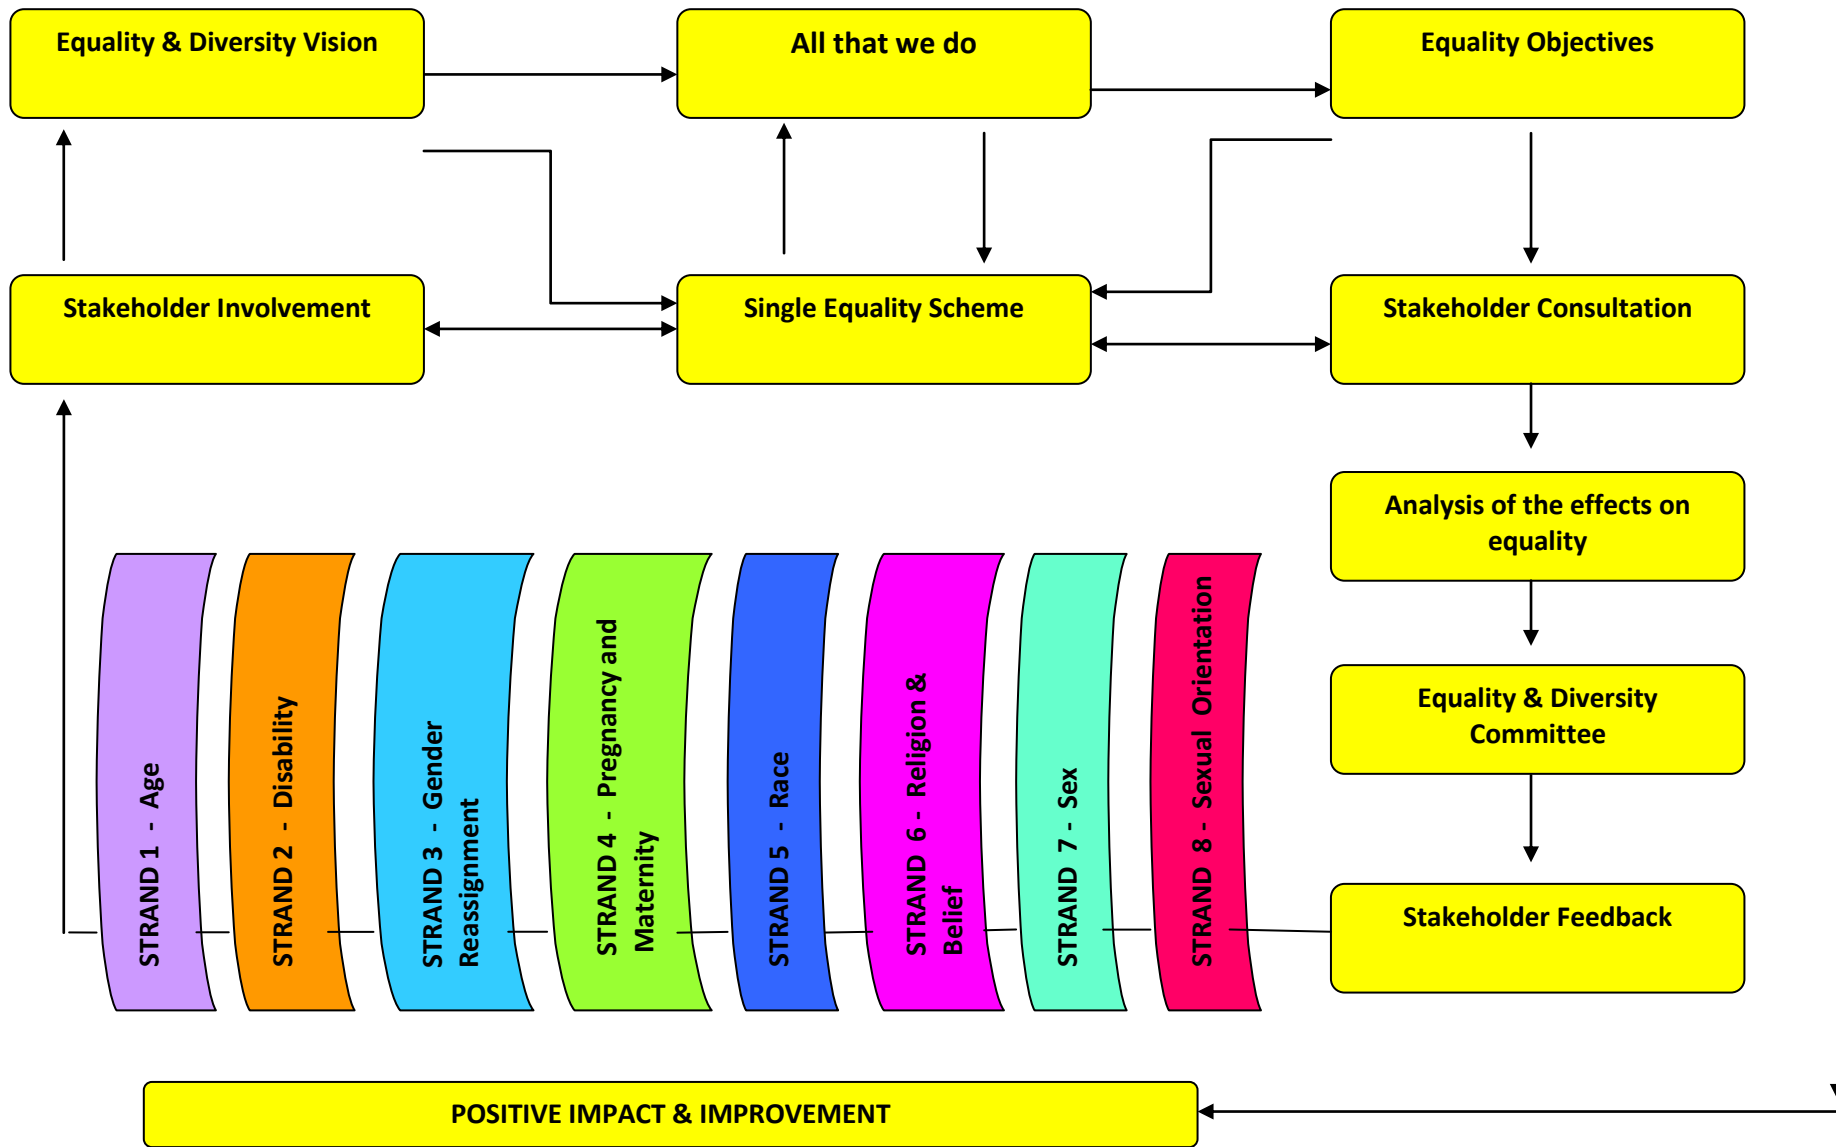 Equality & Diversity Vision
All that we do
Equality Objectives
Stakeholder Involvement
Single Equality Scheme
Stakeholder Consultation
Analysis of the effects on
equality
Equality & Diversity
Committee
Stakeholder Feedback
STRAND 1 - Age
STRAND 2 - Disability
STRAND 3 - Gender
Reassignment
STRAND 4 - Pregnancy and
Maternity
STRAND 5 - Race
STRAND 6 - Religion &
Belief
STRAND 7 - Sex
STRAND 8 - Sexual Orientation
POSITIVE IMPACT & IMPROVEMENT